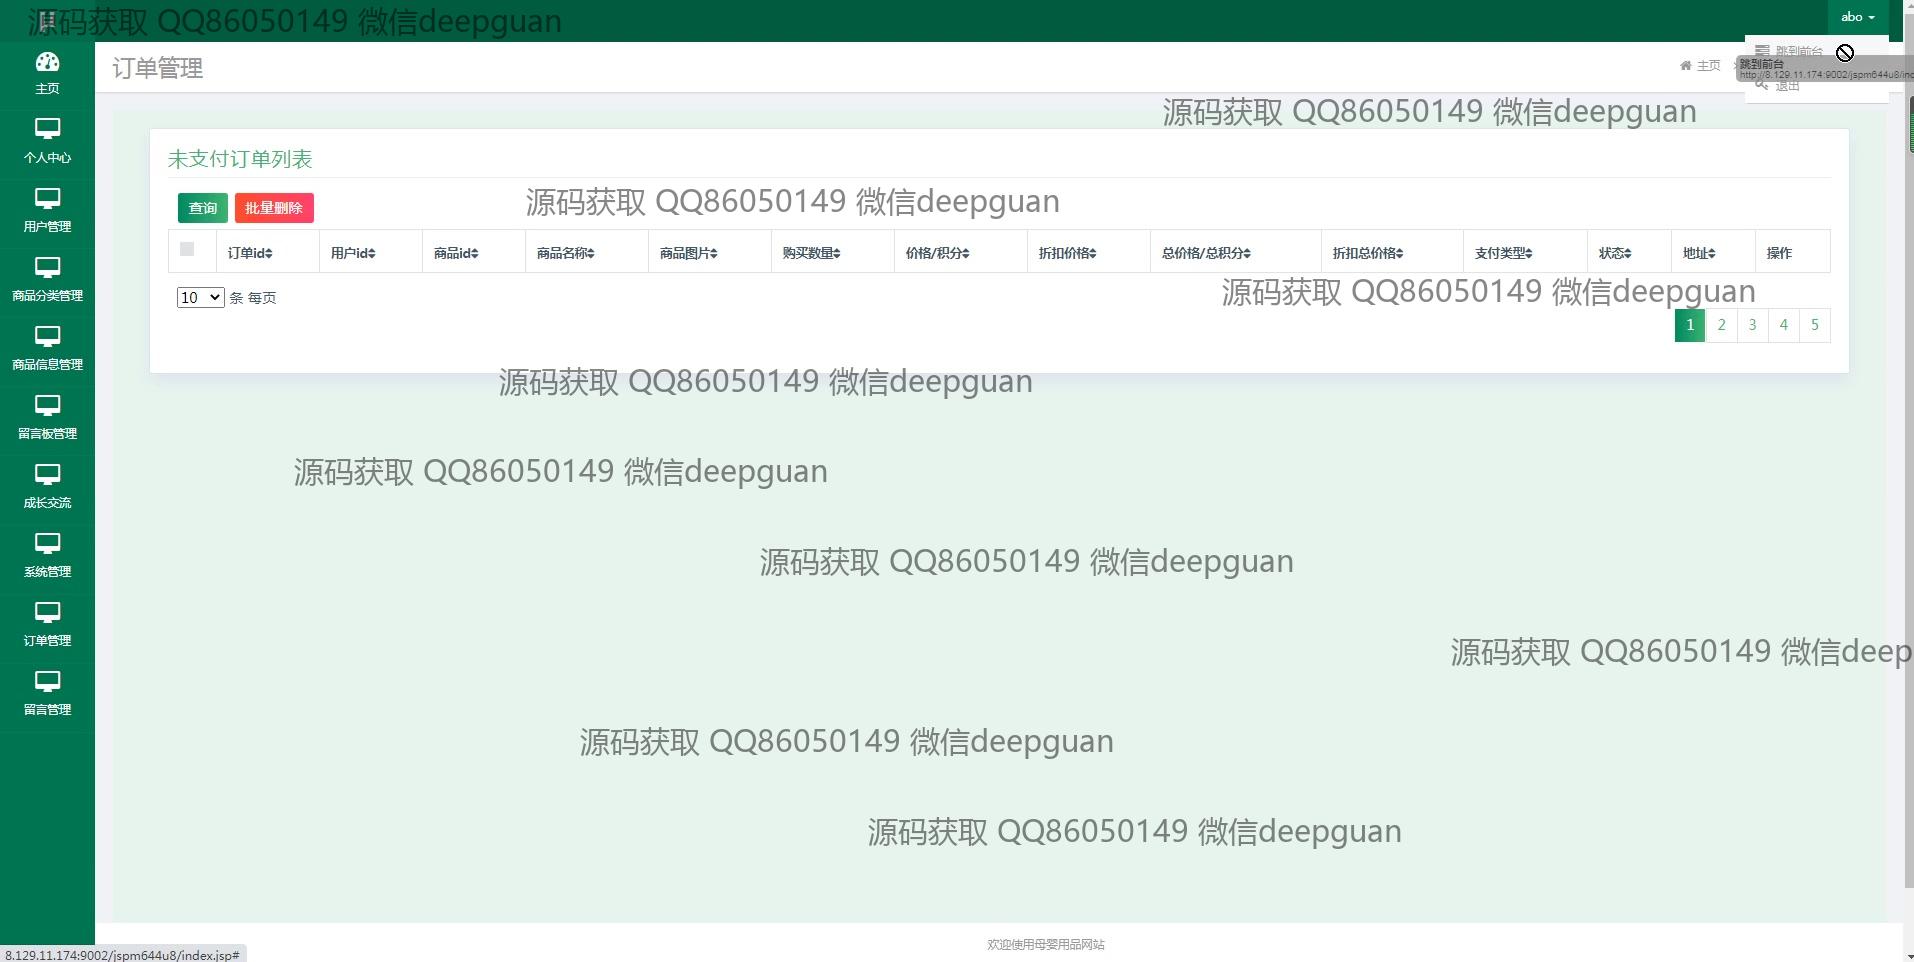 源码获取 QQ86050149 微信deepguan
abo
主页
个人中心
用户管理
商品分类管理
商品信息管理
留言板管理
成长交流
系统管理
订单管理
留言管理
订单管理
主页
跳到前台
跳到前台
http://8.129.11.174:9002/jspm644u8/ind
退出
源码获取 QQ86050149 微信deepguan
未支付订单列表
查询 批量删除
源码获取 QQ86050149 微信deepguan
订单id 用户id 商品id 商品名称 商品图片 购买数量 价格/积分 折扣价格 总价格/总积分 折扣总价格 支付类型 状态 地址 操作
10 条 每页
源码获取 QQ86050149 微信deepguan
1 2 3 4 5
源码获取 QQ86050149 微信deepguan
源码获取 QQ86050149 微信deepguan
源码获取 QQ86050149 微信deepguan
源码获取 QQ86050149 微信deep
源码获取 QQ86050149 微信deepguan
源码获取 QQ86050149 微信deepguan
欢迎使用母婴用品网站
8.129.11.174:9002/jspm644u8/index.jsp#